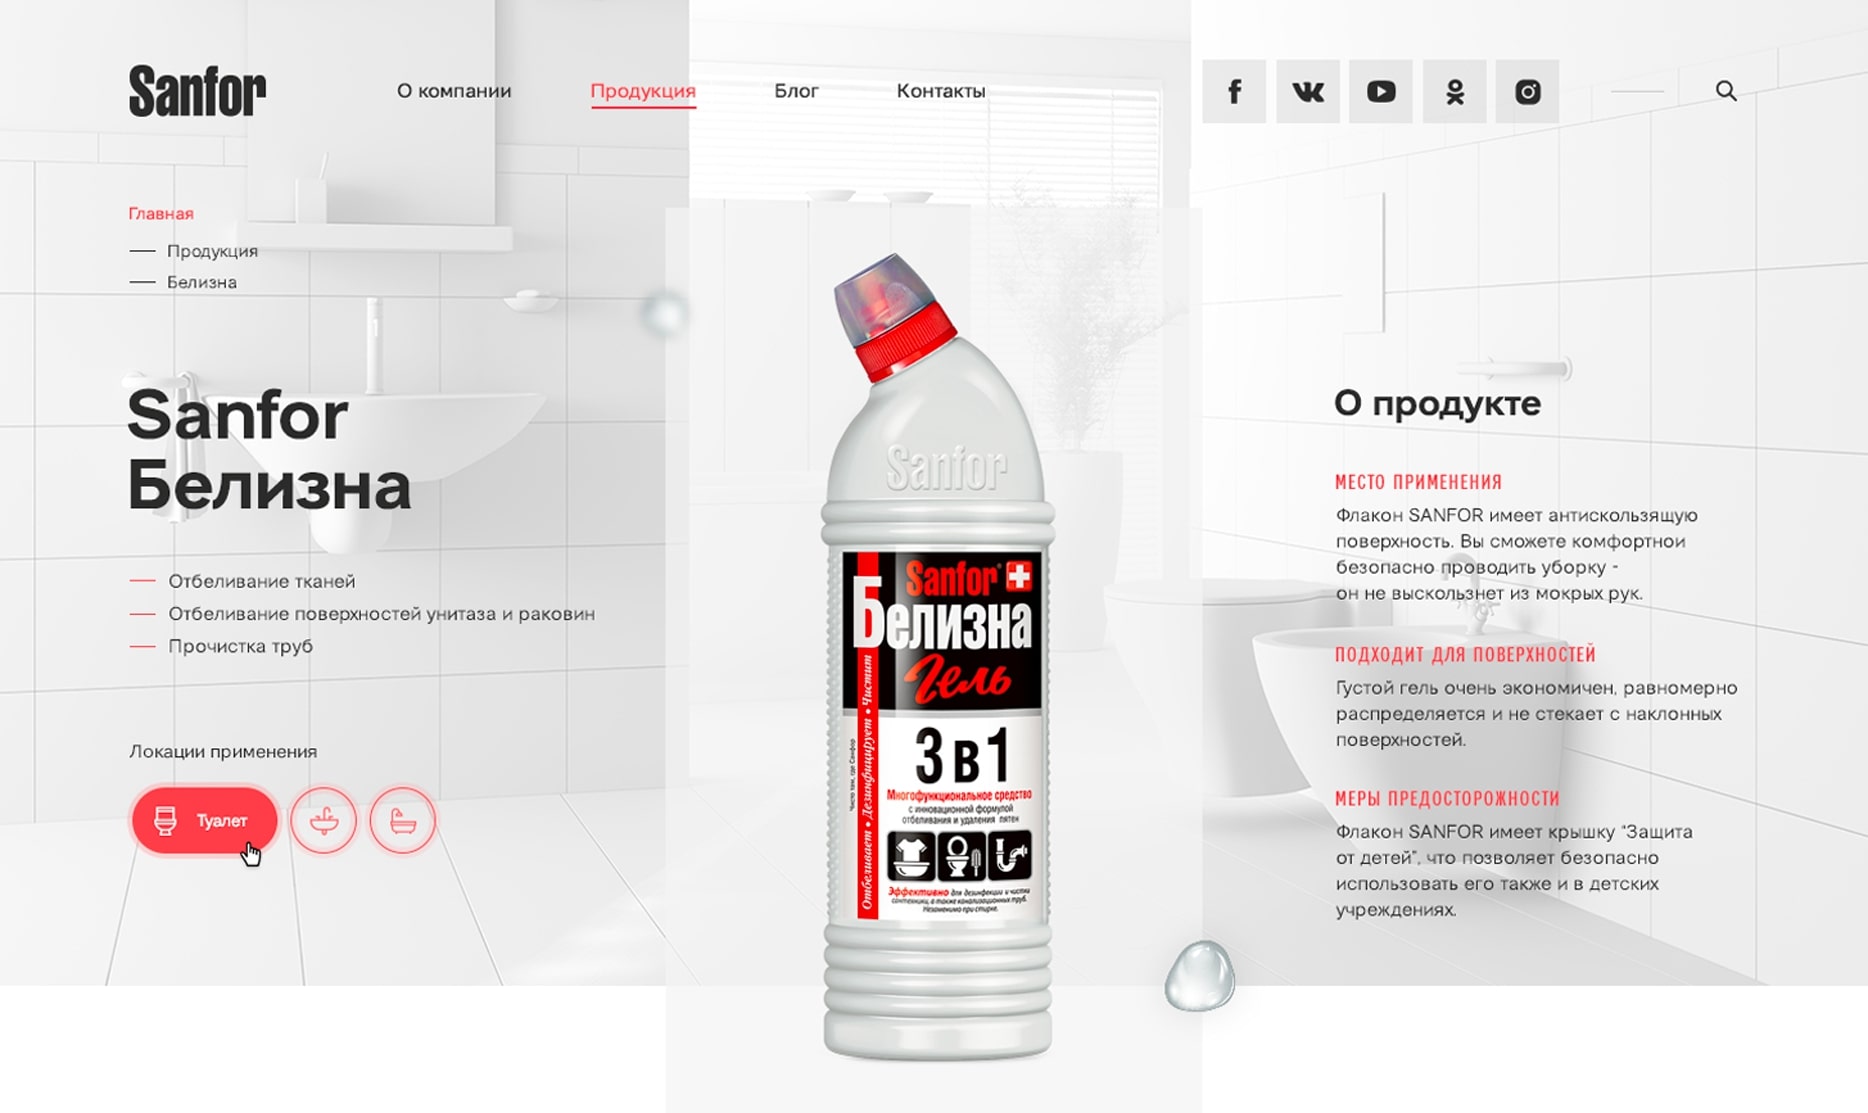 Sanfor
О компании
Продукция
Блог
Контакты
Главная
Продукция
Белизна
Sanfor
Белизна
Отбеливание тканей
Отбеливание поверхностей унитаза и раковин
Прочистка труб
Локации применения
Туалет
Sanfor
Sanfor
Белизна
Гель
Отбеливает • Дезинфицирует • Чистит
Чисто там, где Санфор
3 в 1
Многофункциональное средство
с инновационной формулой
отбеливания и удаления пятен
Эффективно для дезинфекции и чистки
сантехники, а также канализационных труб.
Незаменимо при стирке.
О продукте
МЕСТО ПРИМЕНЕНИЯ
Флакон SANFOR имеет антискользящую
поверхность. Вы сможете комфортнои
безопасно проводить уборку -
он не выскользнет из мокрых рук.
ПОДХОДИТ ДЛЯ ПОВЕРХНОСТЕЙ
Густой гель очень экономичен, равномерно
распределяется и не стекает с наклонных
поверхностей.
МЕРЫ ПРЕДОСТОРОЖНОСТИ
Флакон SANFOR имеет крышку "Защита
от детей", что позволяет безопасно
использовать его также и в детских
учреждениях.